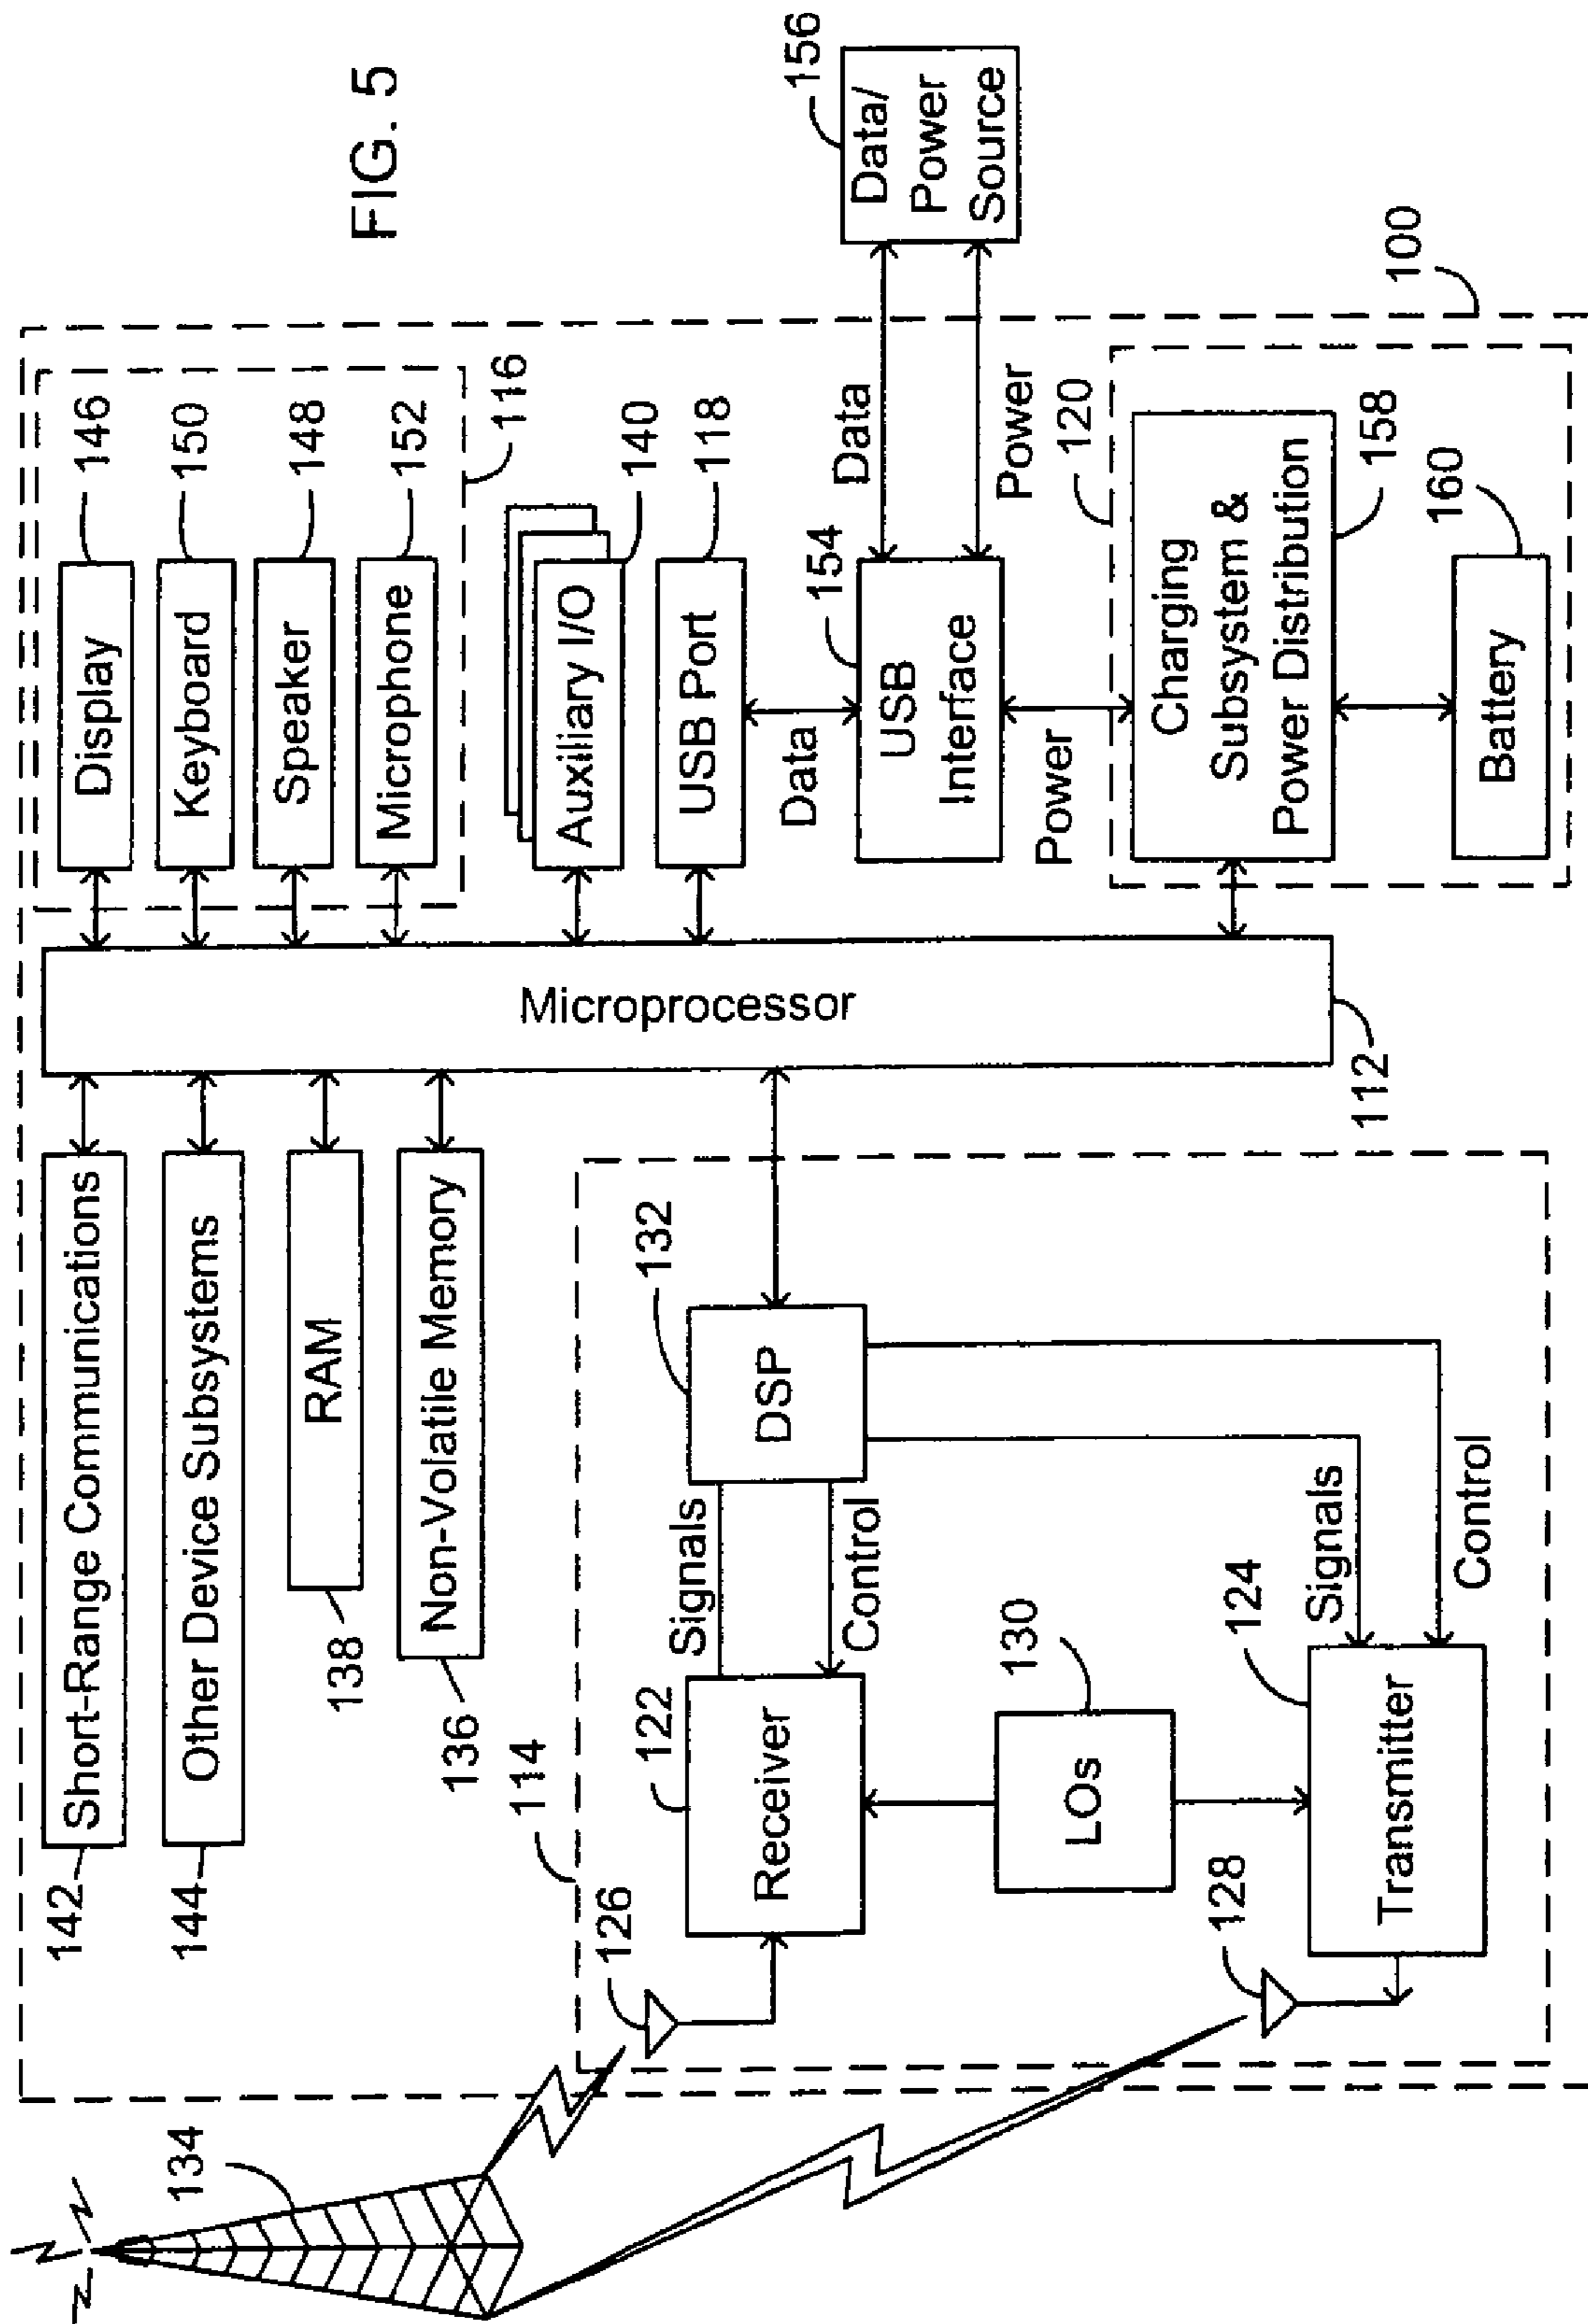 FIG. 5
134
142
Short-Range Communications
144
Other Device Subsystems
138
RAM
136
Non-Volatile Memory
114
126
122
Receiver
Signals
Control
132
DSP
130
LOs
128
124
Transmitter
Signals
Control
Microprocessor
112
Display
146
Keyboard
150
Speaker
148
Microphone
152
116
Auxiliary I/O
140
USB Port
118
Data
154
USB
Interface
Data
Power
156
Data/
Power
Source
Power
120
Charging
Subsystem &
Power Distribution
158
Battery
160
100